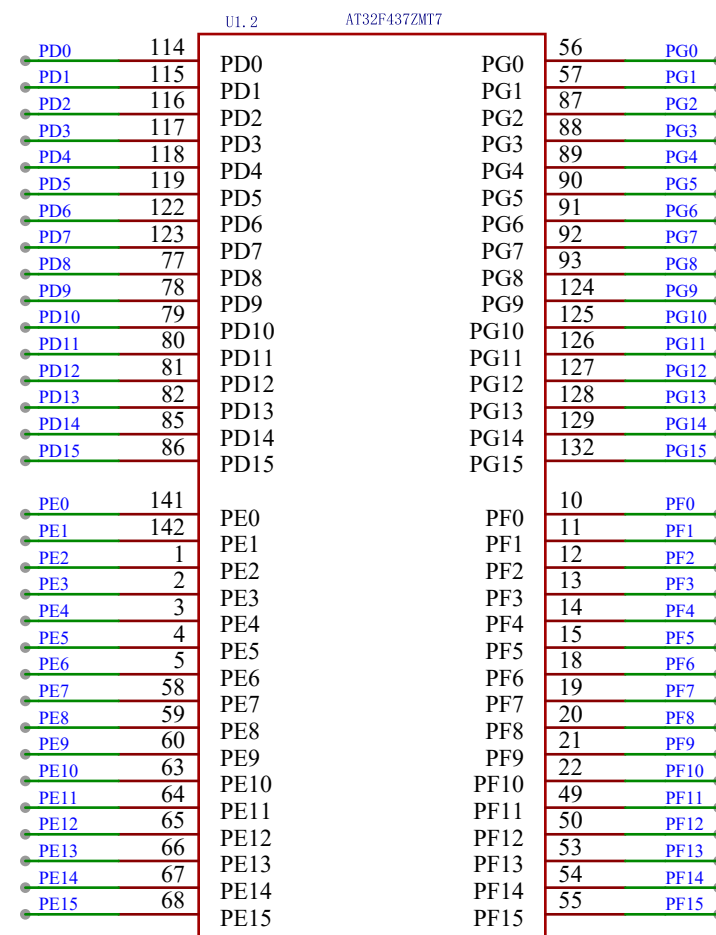 U1.2 AT32F437ZMT7
PD0 114 PD0 PG0 56 PG0
PD1 115 PD1 PG1 57 PG1
PD2 116 PD2 PG2 87 PG2
PD3 117 PD3 PG3 88 PG3
PD4 118 PD4 PG4 89 PG4
PD5 119 PD5 PG5 90 PG5
PD6 122 PD6 PG6 91 PG6
PD7 123 PD7 PG7 92 PG7
PD8 77 PD8 PG8 93 PG8
PD9 78 PD9 PG9 124 PG9
PD10 79 PD10 PG10 125 PG10
PD11 80 PD11 PG11 126 PG11
PD12 81 PD12 PG12 127 PG12
PD13 82 PD13 PG13 128 PG13
PD14 85 PD14 PG14 129 PG14
PD15 86 PD15 PG15 132 PG15
PE0 141 PE0 PF0 10 PF0
PE1 142 PE1 PF1 11 PF1
PE2 1 PE2 PF2 12 PF2
PE3 2 PE3 PF3 13 PF3
PE4 3 PE4 PF4 14 PF4
PE5 4 PE5 PF5 15 PF5
PE6 5 PE6 PF6 18 PF6
PE7 58 PE7 PF7 19 PF7
PE8 59 PE8 PF8 20 PF8
PE9 60 PE9 PF9 21 PF9
PE10 63 PE10 PF10 22 PF10
PE11 64 PE11 PF11 49 PF11
PE12 65 PE12 PF12 50 PF12
PE13 66 PE13 PF13 53 PF13
PE14 67 PE14 PF14 54 PF14
PE15 68 PE15 PF15 55 PF15